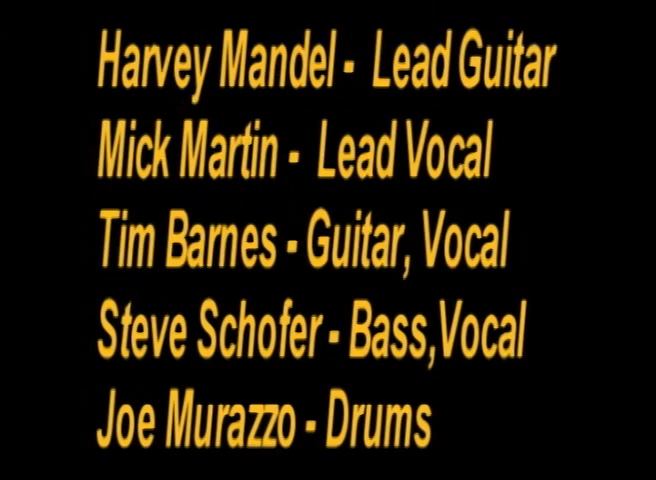 Harvey Mandel - Lead Guitar
Mick Martin - Lead Vocal
Tim Barnes - Guitar, Vocal
Steve Schofer - Bass,Vocal
Joe Murazzo - Drums